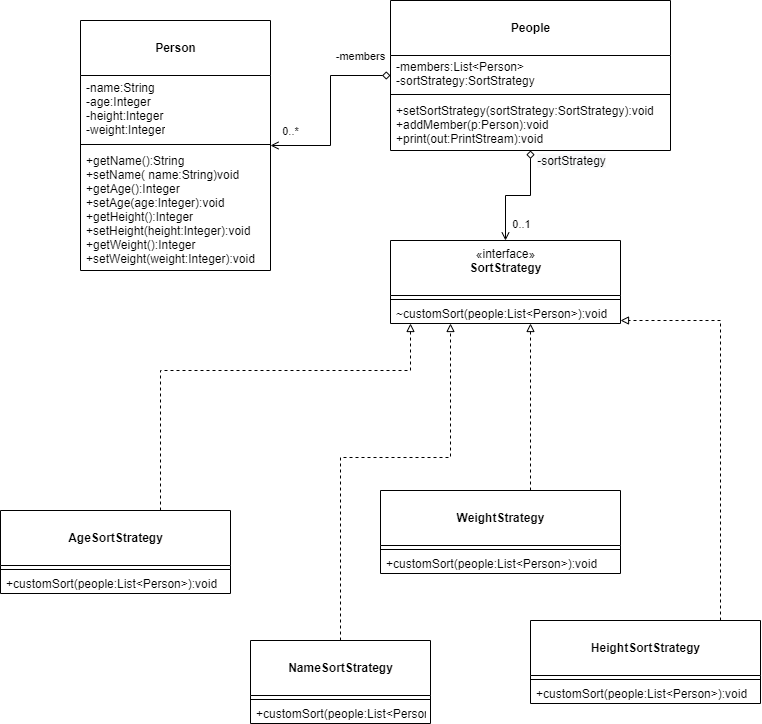 Person
-name:String
-age:Integer
-height:Integer
-weight:Integer
+getName():String
+setName( name:String)void
+getAge():Integer
+setAge(age:Integer):void
+getHeight():Integer
+setHeight(height:Integer):void
+getWeight():Integer
+setWeight(weight:Integer):void
-members
0..*
People
-members:List<Person>
-sortStrategy:SortStrategy
+setSortStrategy(sortStrategy:SortStrategy):void
+addMember(p:Person):void
+print(out:PrintStream):void
-sortStrategy
0..1
«interface»
SortStrategy
~customSort(people:List<Person>):void
AgeSortStrategy
+customSort(people:List<Person>):void
WeightStrategy
+customSort(people:List<Person>):void
NameSortStrategy
+customSort(people:List<Person
HeightSortStrategy
+customSort(people:List<Person>):void